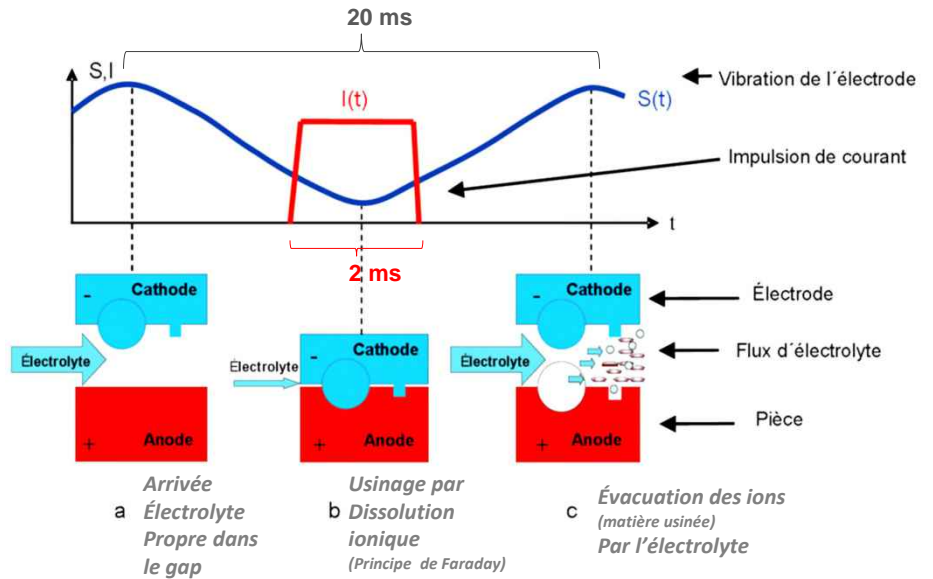 20 ms
S,I
I(t)
S(t)
Vibration de l´électrode
Impulsion de courant
t
2 ms
- Cathode
Électrolyte
+ Anode
Électrolyte
- Cathode
+ Anode
- Cathode
Électrolyte
+ Anode
Électrode
Flux d´électrolyte
Pièce
a
Arrivée
Électrolyte
Propre dans
le gap
b
Usinage par
Dissolution
ionique
(Principe de Faraday)
c
Évacuation des ions
(matière usinée)
Par l’électrolyte